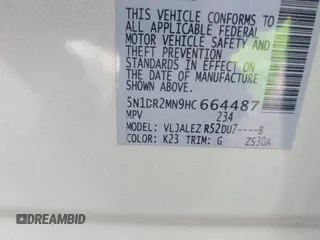 THIS VEHICLE CONFORMS TO
ALL APPLICABLE FEDERAL
MOTOR VEHICLE SAFETY AND
THEFT PREVENTION
STANDARDS IN EFFECT ON
THE DATE OF MANUFACTURE
SHOWN ABOVE.
5N1DR2MN9HC664487
MPV 234
MODEL: VLJALEZ R52DU7----B
COLOR: K23 TRIM: G ZS30A
DREAMBID